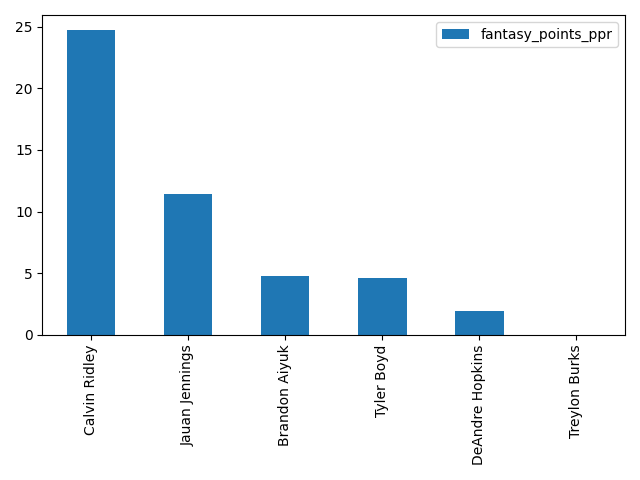 fantasy_points_ppr
25
20
15
10
5
0
Calvin Ridley
Jauan Jennings
Brandon Aiyuk
Tyler Boyd
DeAndre Hopkins
Treylon Burks